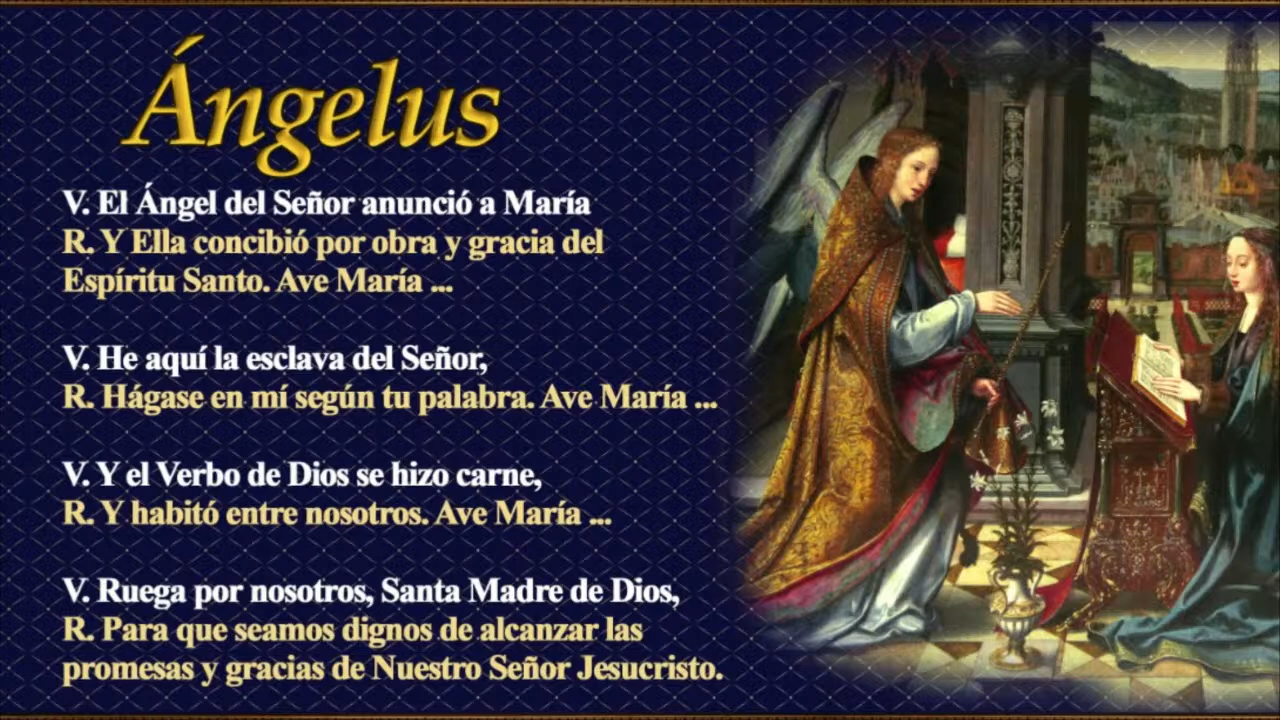 Ángelus
V. El Ángel del Señor anunció a María
R. Y Ella concibió por obra y gracia del
Espíritu Santo. Ave María ...
V. He aquí la esclava del Señor,
R. Hágase en mí según tu palabra. Ave María ...
V. Y el Verbo de Dios se hizo carne,
R. Y habitó entre nosotros. Ave María ...
V. Ruega por nosotros, Santa Madre de Dios,
R. Para que seamos dignos de alcanzar las
promesas y gracias de Nuestro Señor Jesucristo.